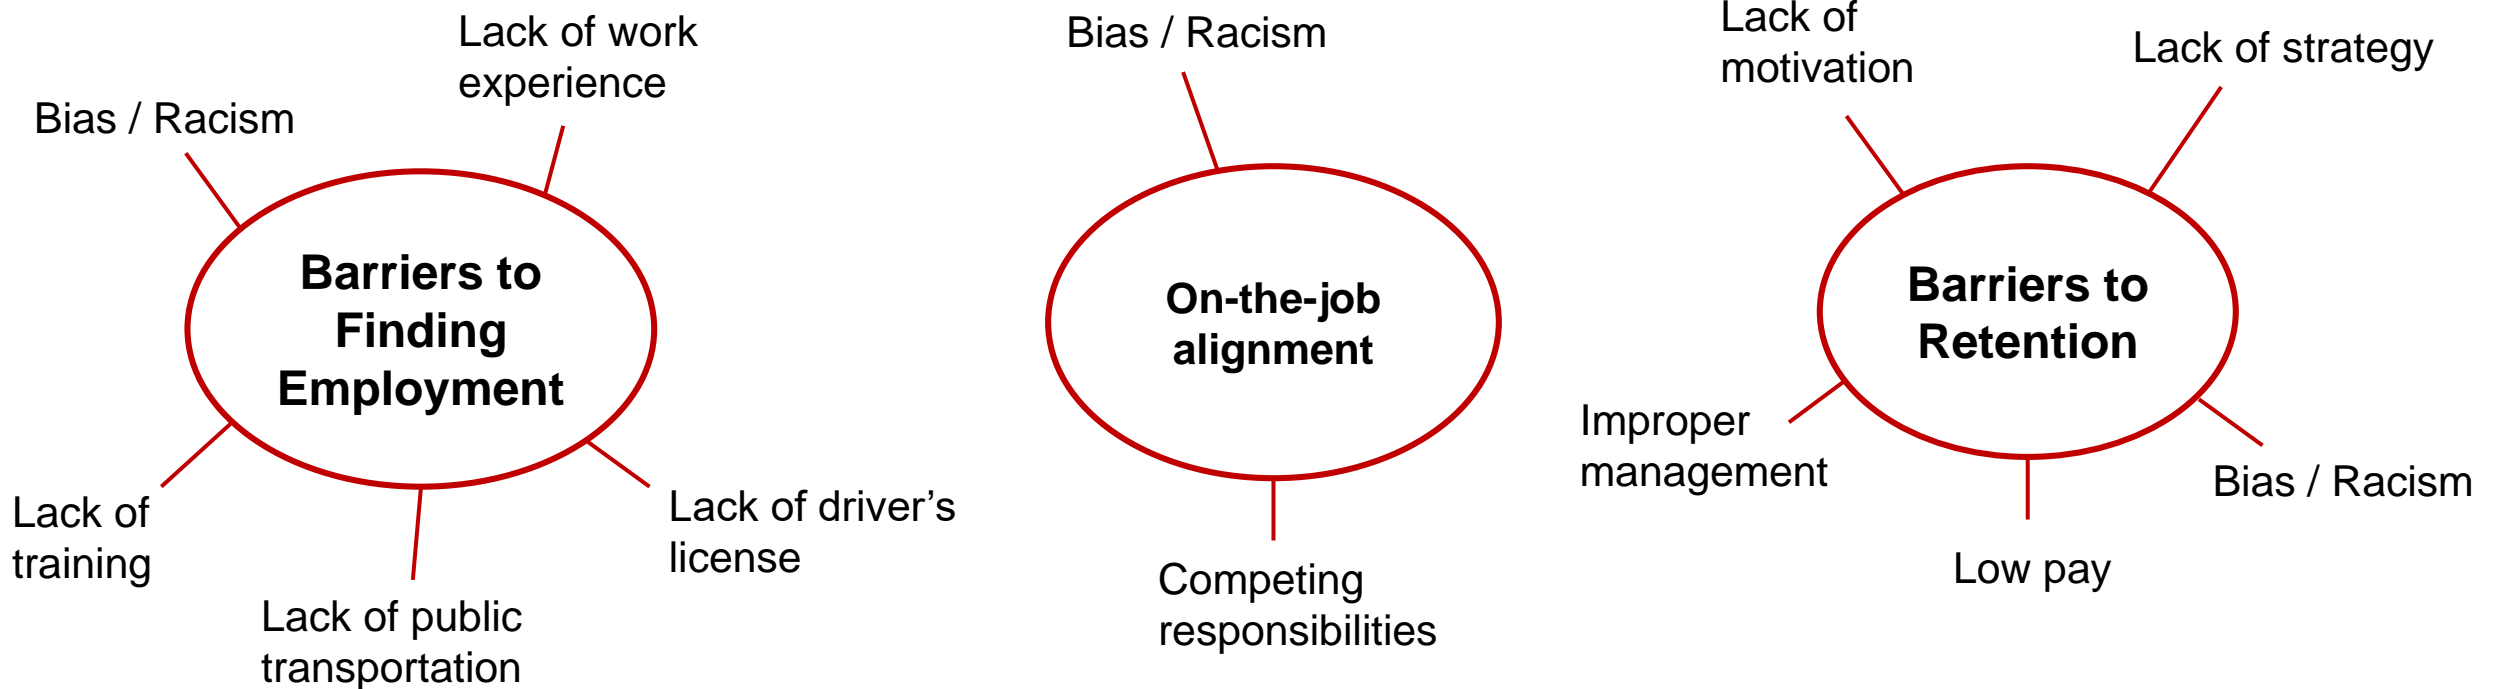 Bias / Racism
Lack of work
experience
Barriers to
Finding
Employment
Lack of
training
Lack of public
transportation
Lack of driver’s
license
Bias / Racism
On-the-job
alignment
Competing
responsibilities
Lack of
motivation
Lack of strategy
Barriers to
Retention
Improper
management
Low pay
Bias / Racism